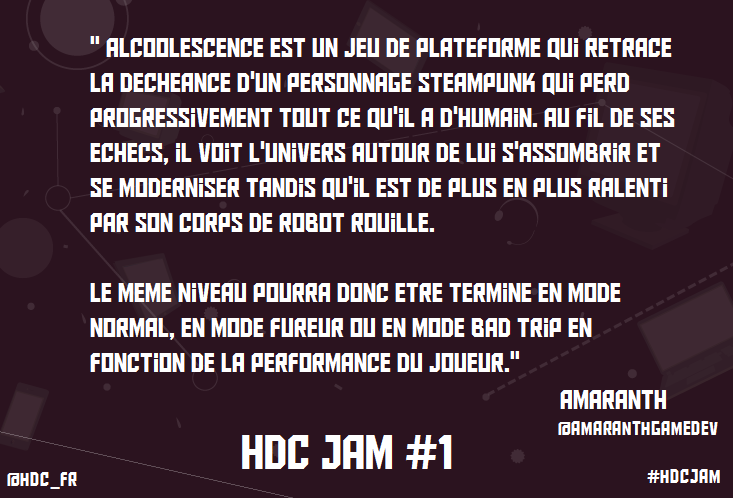 " ALCOOLESCENCE EST UN JEU DE PLATEFORME QUi RETRACE
LA DECHEANCE D'UN PERSONNAGE STEAMPUNK QUi PERD
PROGRESSiVEMENT TOUT CE QU'iL A D'HUMAiN. AU FiL DE SES
ECHECS, iL VOiT L'UNiVERS AUTOUR DE LUi S'ASSOMBRiR ET
SE MODERNiSER TANDiS QU'iL EST DE PLUS EN PLUS RALENTi
PAR SON CORPS DE ROBOT ROUiLLE.

LE MEME NiVEAU POURRA DONC ETRE TERMiNE EN MODE
NORMAL, EN MODE FUREUR OU EN MODE BAD TRiP EN
FONCTiON DE LA PERFORMANCE DU JOUEUR."
AMARANTH
@AMARANTHGAMEDEV
HDC JAM #1
@HDC_FR
#HDCJAM